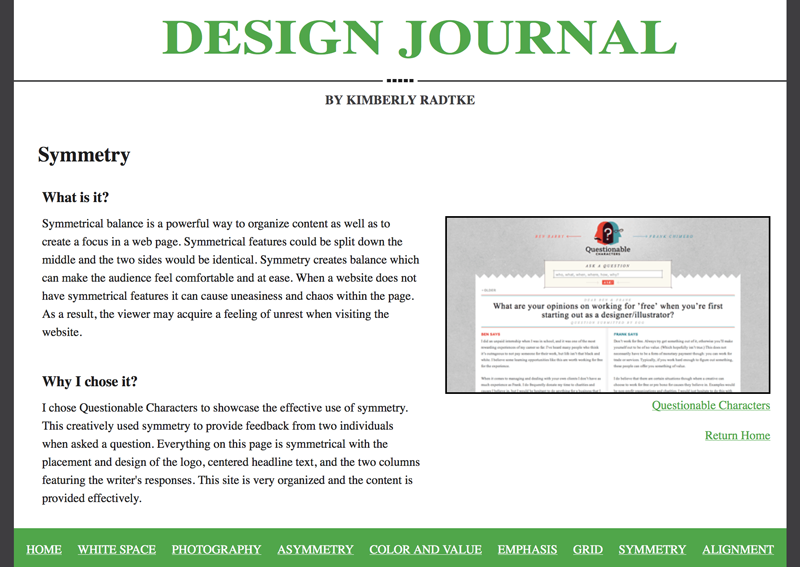 DESIGN JOURNAL
BY KIMBERLY RADTKE
Symmetry
What is it?
Symmetrical balance is a powerful way to organize content as well as to
create a focus in a web page. Symmetrical features could be split down the
middle and the two sides would be identical. Symmetry creates balance which
can make the audience feel comfortable and at ease. When a website does not
have symmetrical features it can cause uneasiness and chaos within the page.
As a result, the viewer may acquire a feeling of unrest when visiting the
website.
Why I chose it?
I chose Questionable Characters to showcase the effective use of symmetry.
This creatively used symmetry to provide feedback from two individuals
when asked a question. Everything on this page is symmetrical with the
placement and design of the logo, centered headline text, and the two columns
featuring the writer's responses. This site is very organized and the content is
provided effectively.
Questionable
CHARACTERS
ASK A QUESTION
What are your opinions on working for 'free' when you're first
starting out as a designer/illustrator?
BEN SAYS
FRANK SAYS
Questionable Characters
Return Home
HOME WHITE SPACE PHOTOGRAPHY ASYMMETRY COLOR AND VALUE EMPHASIS GRID SYMMETRY ALIGNMENT